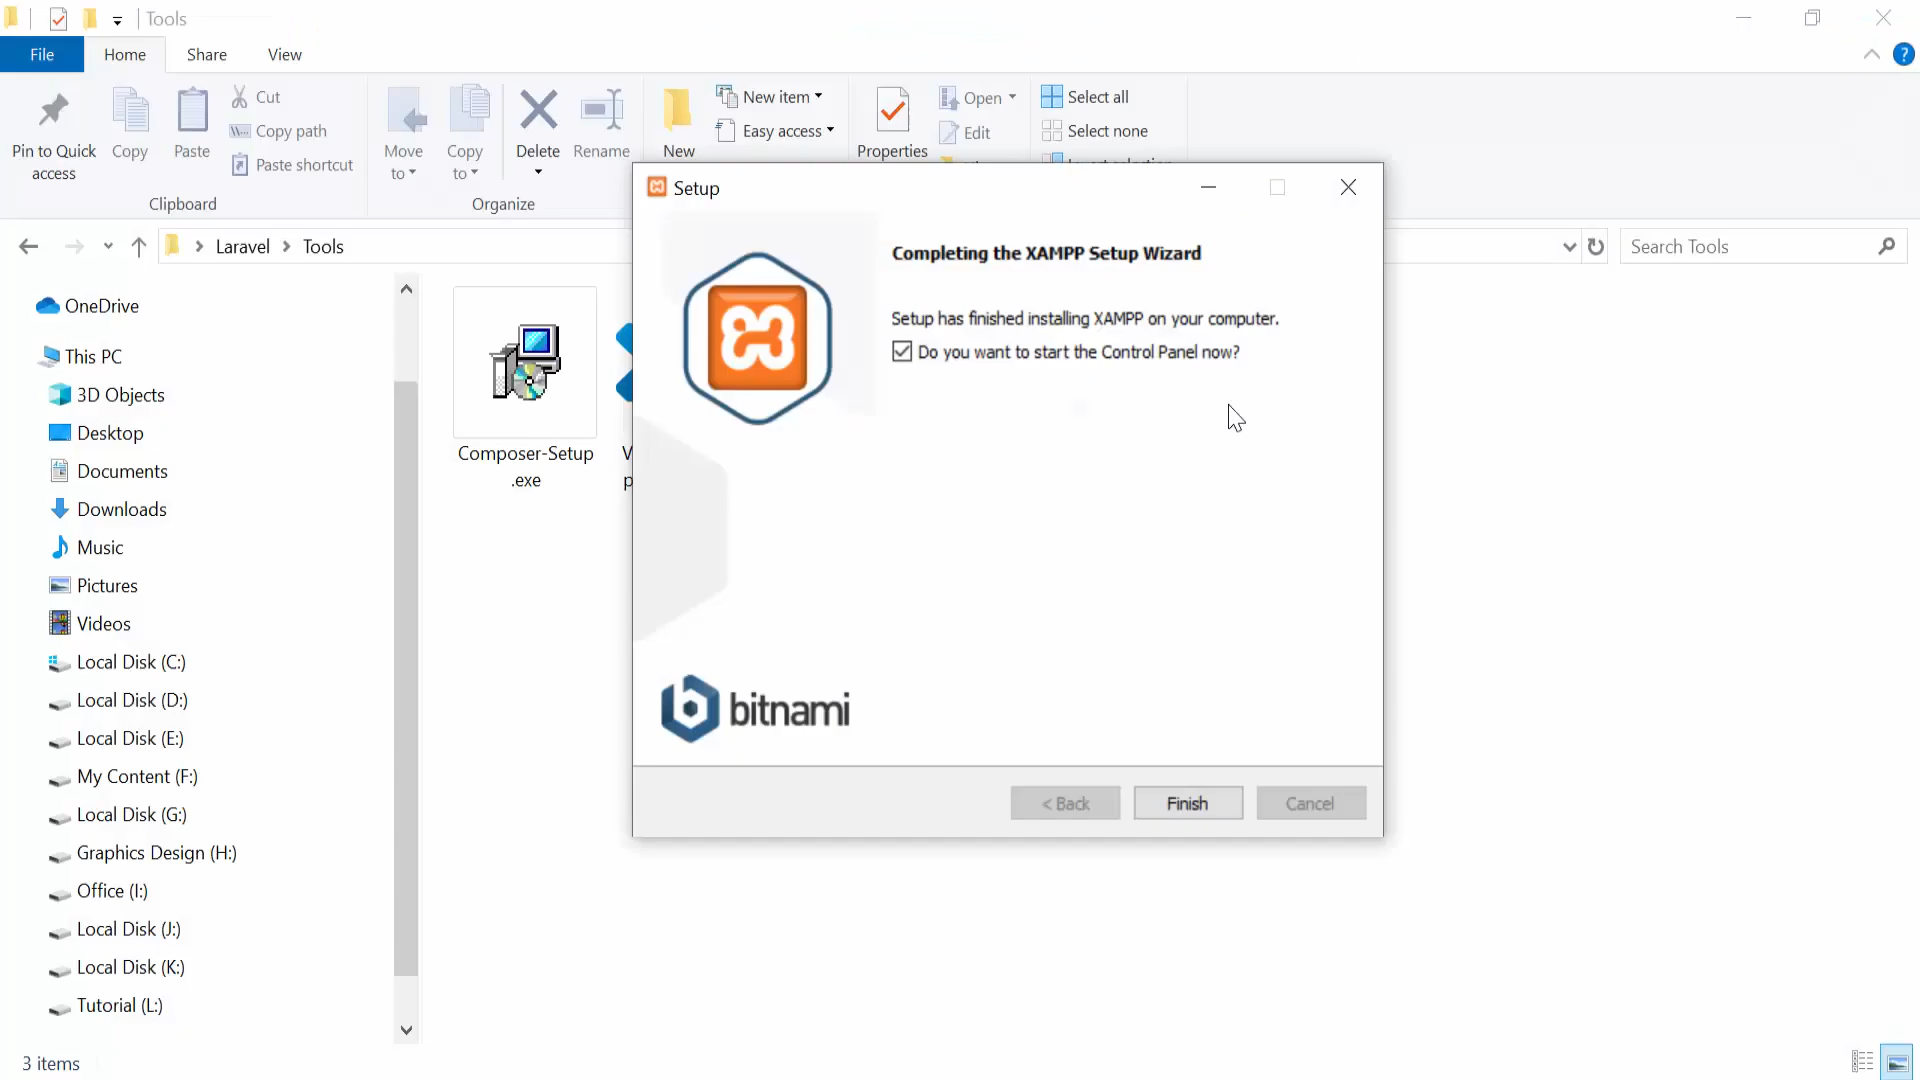 Tools
File
Home
Share
View
Pin to Quick
access
Copy
Paste
Cut
Copy path
Paste shortcut
Clipboard
Move
to
Copy
to
Delete
Rename
Organize
New
New item
Easy access
Properties
Open
Edit
Select all
Select none
Laravel
Tools
Search Tools
OneDrive
This PC
3D Objects
Desktop
Documents
Downloads
Music
Pictures
Videos
Local Disk (C:)
Local Disk (D:)
Local Disk (E:)
My Content (F:)
Local Disk (G:)
Graphics Design (H:)
Office (I:)
Local Disk (J:)
Local Disk (K:)
Tutorial (L:)
Composer-Setup
.exe
V
p
Setup
Completing the XAMPP Setup Wizard
Setup has finished installing XAMPP on your computer.
Do you want to start the Control Panel now?
bitnami
< Back
Finish
Cancel
3 items